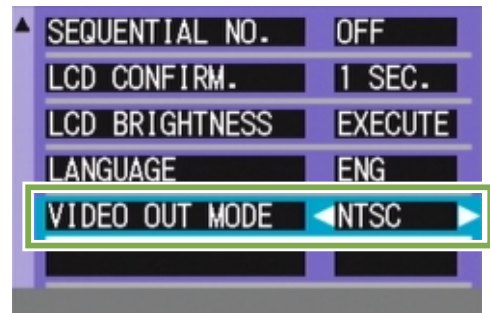 SEQUENTIAL NO. OFF
LCD CONFIRM. 1 SEC.
LCD BRIGHTNESS EXECUTE
LANGUAGE ENG
VIDEO OUT MODE NTSC